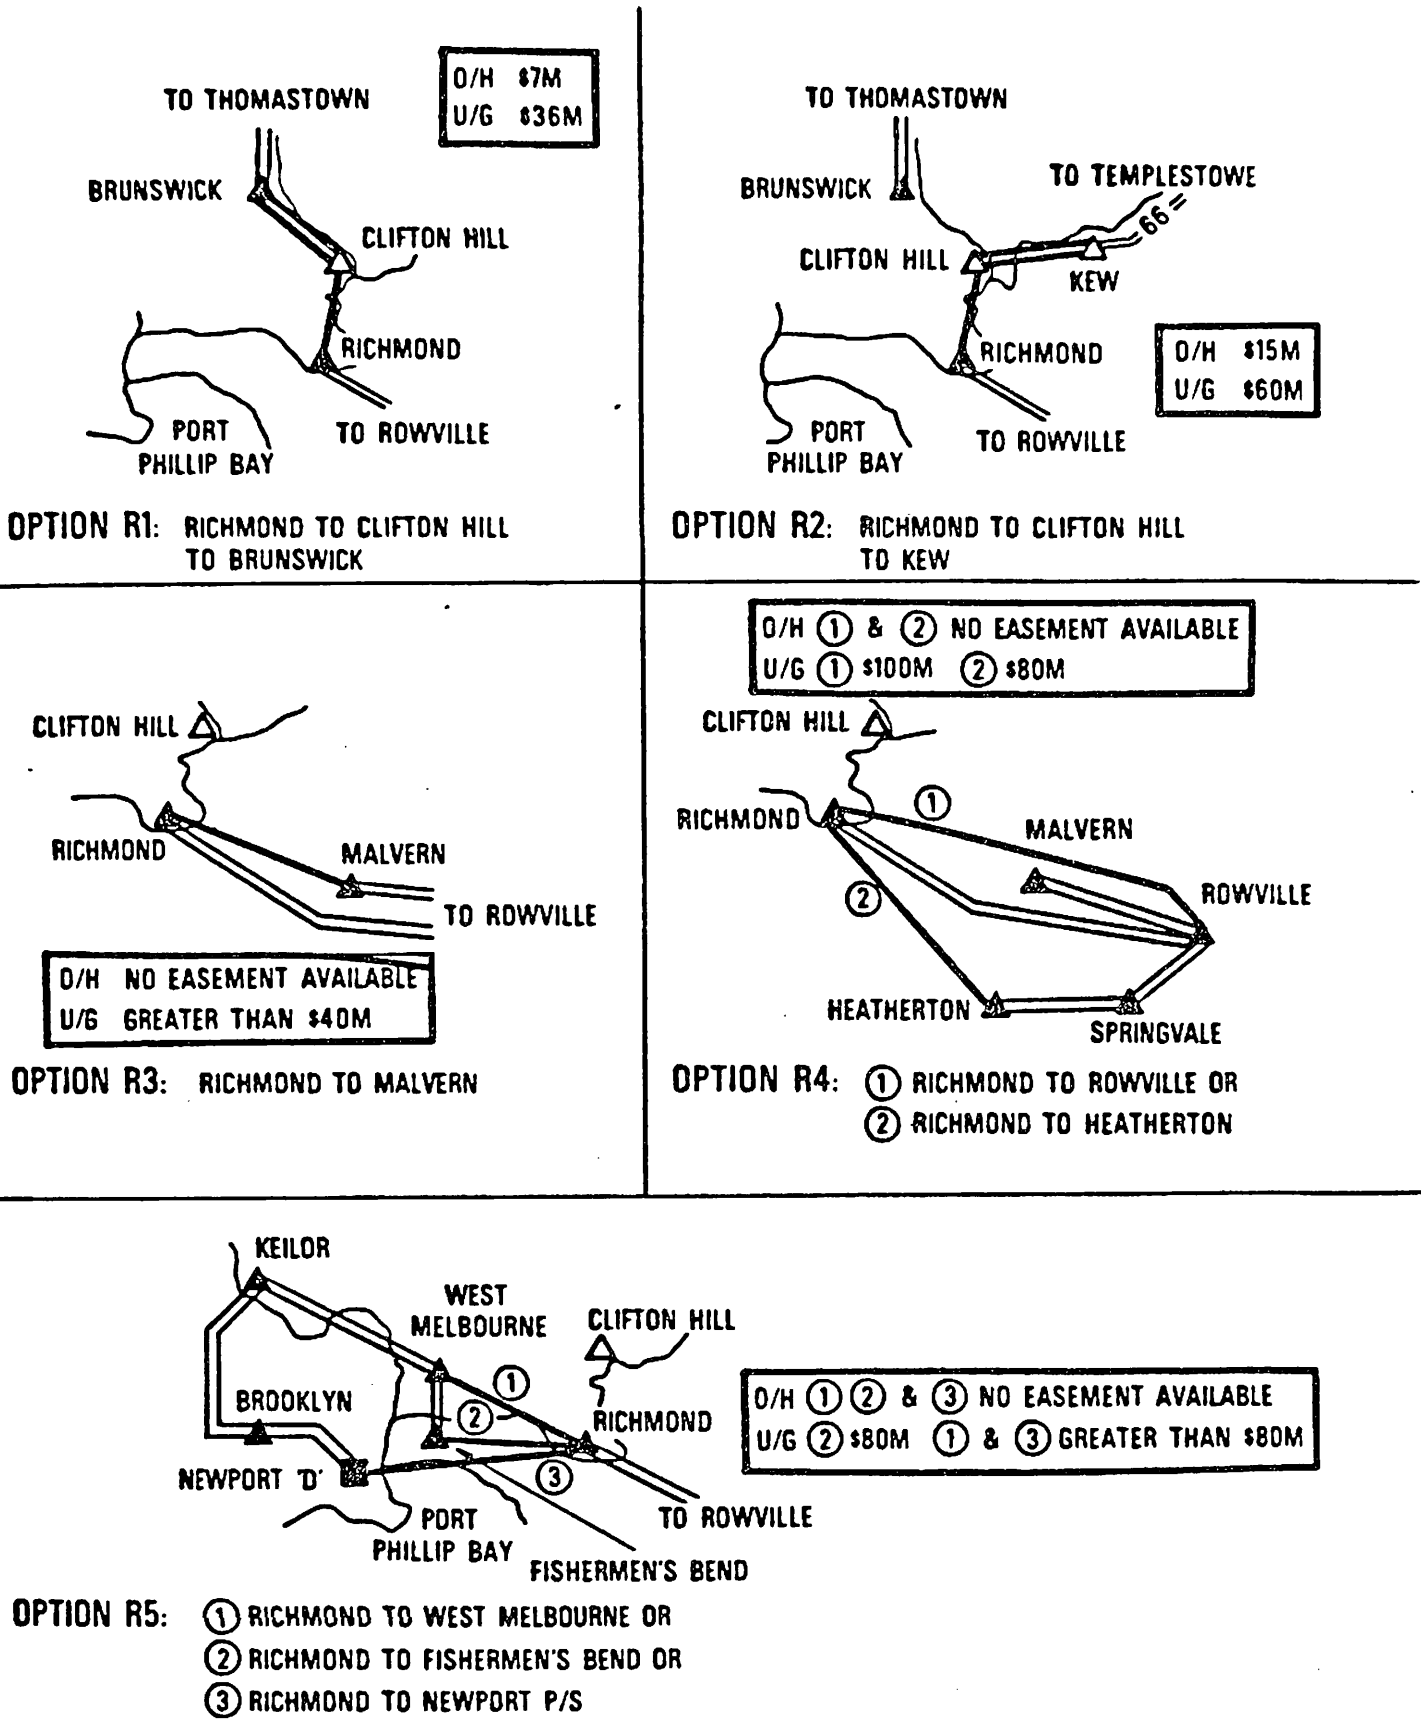 O/H $7M
U/G $36M
TO THOMASTOWN
BRUNSWICK
CLIFTON HILL
RICHMOND
PORT
PHILLIP BAY
TO ROWVILLE
OPTION R1: RICHMOND TO CLIFTON HILL
TO BRUNSWICK
TO THOMASTOWN
BRUNSWICK
TO TEMPLESTOWE
66
CLIFTON HILL
KEW
RICHMOND
O/H $15M
U/G $60M
PORT
PHILLIP BAY
TO ROWVILLE
OPTION R2: RICHMOND TO CLIFTON HILL
TO KEW
CLIFTON HILL
RICHMOND
MALVERN
TO ROWVILLE
O/H NO EASEMENT AVAILABLE
U/G GREATER THAN $40M
OPTION R3: RICHMOND TO MALVERN
O/H 1 & 2 NO EASEMENT AVAILABLE
U/G 1 $100M 2 $80M
CLIFTON HILL
RICHMOND
1
MALVERN
2
ROWVILLE
HEATHERTON
SPRINGVALE
OPTION R4: 1 RICHMOND TO ROWVILLE OR
2 RICHMOND TO HEATHERTON
KEILOR
WEST
MELBOURNE
CLIFTON HILL
1
BROOKLYN
2
RICHMOND
NEWPORT 'D'
3
PORT
PHILLIP BAY
TO ROWVILLE
FISHERMEN'S BEND
O/H 1 2 & 3 NO EASEMENT AVAILABLE
U/G 2 $80M 1 & 3 GREATER THAN $80M
OPTION R5: 1 RICHMOND TO WEST MELBOURNE OR
2 RICHMOND TO FISHERMEN'S BEND OR
3 RICHMOND TO NEWPORT P/S